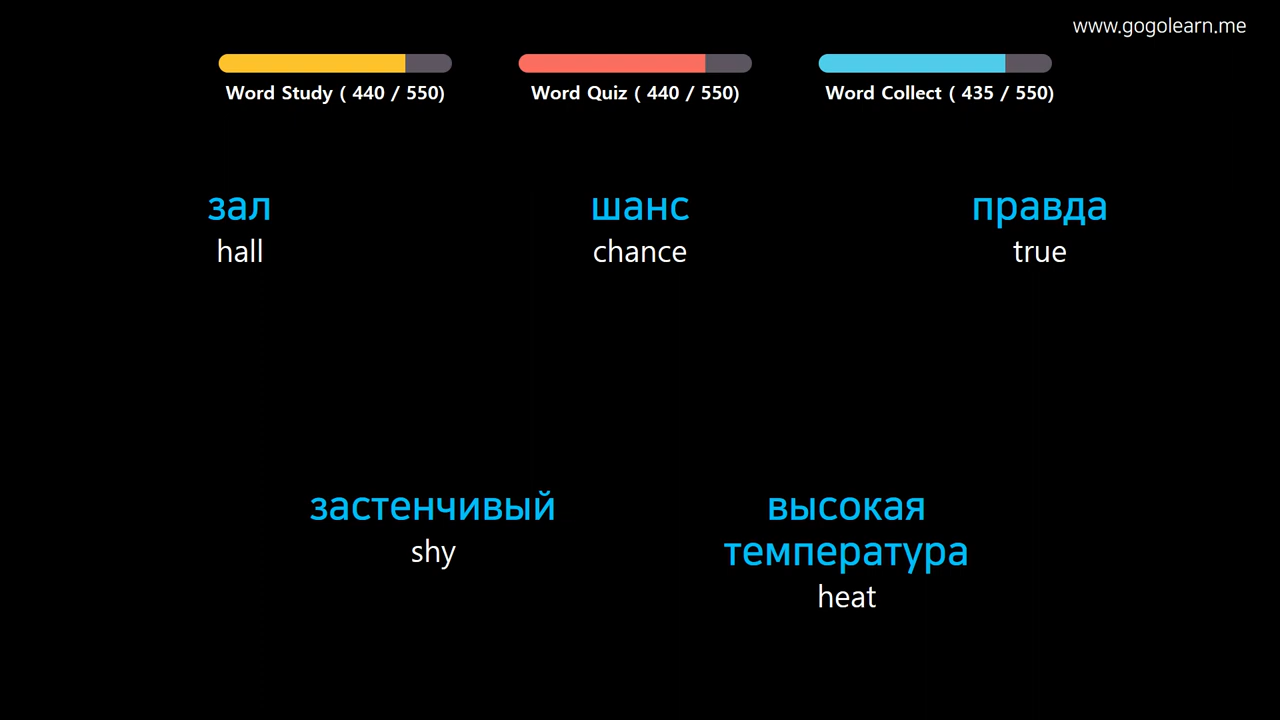 www.gogolearn.me
Word Study ( 440 / 550)
Word Quiz ( 440 / 550)
Word Collect ( 435 / 550)
зал
hall
шанс
chance
правда
true
застенчивый
shy
высокая
температура
heat